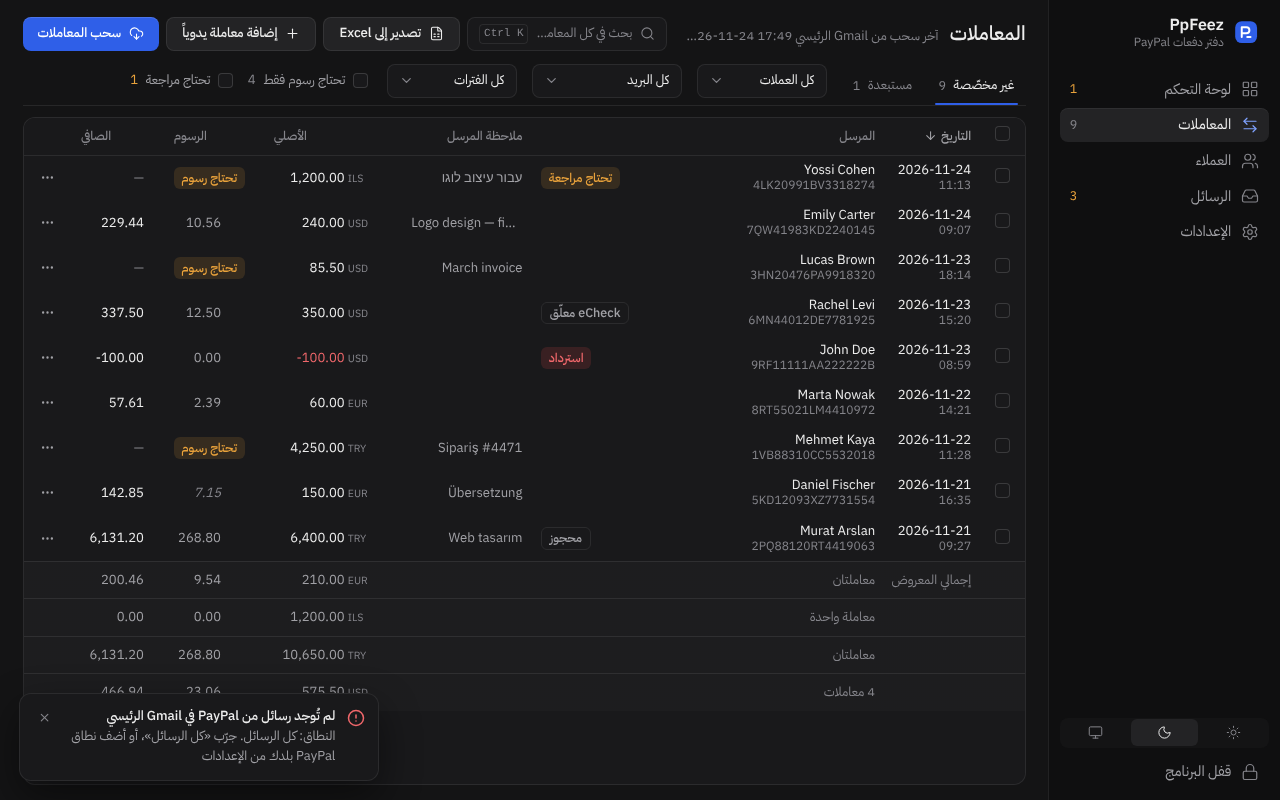 PpFeez
دفتر دفعات PayPal
لوحة التحكم 1
المعاملات 9
العملاء
الرسائل 3
الإعدادات
قفل البرنامج
المعاملات
آخر سحب من Gmail الرئيسي 17:49 24-11-26...
بحث في كل المعام... Ctrl K
تصدير إلى Excel
إضافة معاملة يدوياً
سحب المعاملات
غير مخصّصة 9
مستبعدة 1
كل العملات
كل البريد
كل الفترات
تحتاج رسوم فقط 4
تحتاج مراجعة 1
التاريخ المرسل ملاحظة المرسل الأصلي الرسوم الصافي
2026-11-24 Yossi Cohen تحتاج مراجعة עבור עיצוב לוגו 1,200.00 ILS تحتاج رسوم —
11:13 4LK20991BV3318274
2026-11-24 Emily Carter Logo design — fi... 240.00 USD 10.56 229.44
09:07 7QW41983KD2240145
2026-11-23 Lucas Brown March invoice 85.50 USD تحتاج رسوم —
18:14 3HN20476PA9918320
2026-11-23 Rachel Levi eCheck معلّق 350.00 USD 12.50 337.50
15:20 6MN44012DE7781925
2026-11-23 John Doe استرداد -100.00 USD 0.00 -100.00
08:59 9RF11111AA222222B
2026-11-22 Marta Nowak 60.00 EUR 2.39 57.61
14:21 8RT55021LM4410972
2026-11-22 Mehmet Kaya Sipariş #4471 4,250.00 TRY تحتاج رسوم —
11:28 1VB88310CC5532018
2026-11-21 Daniel Fischer Übersetzung 150.00 EUR 7.15 142.85
16:35 5KD12093XZ7731554
2026-11-21 Murat Arslan محجوز Web tasarım 6,400.00 TRY 268.80 6,131.20
09:27 2PQ88120RT4419063
إجمالي المعروض معاملتان 210.00 EUR 9.54 200.46
معاملة واحدة 1,200.00 ILS 0.00 0.00
معاملتان 10,650.00 TRY 268.80 6,131.20
4 معاملات 575.50 USD 23.06 466.94
لم تُوجد رسائل من PayPal في Gmail الرئيسي
النطاق: كل الرسائل. جرّب «كل الرسائل»، أو أضف نطاق
PayPal بلدك من الإعدادات